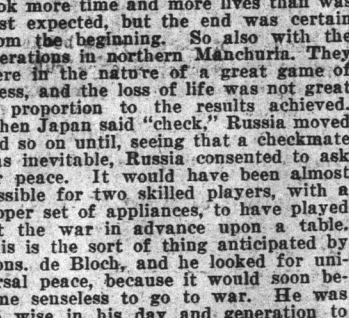 ok more time and more lives than was
st expected, but the end was certain
om the beginning. So also with the
erations in northern Manchuria. They
ere in the nature of a great game of
ess, and the loss of life was not great
proportion to the results achieved.
hen Japan said "check," Russia moved
d so on until, seeing that a checkmate
as inevitable, Russia consented to ask
r peace. It would have been almost
ssible for two skilled players, with a
oper set of appliances, to have played
t the war in advance upon a table.
is is the sort of thing anticipated by
ons. de Bloch, and he looked for uni-
rsal peace, because it would soon be-
me senseless to go to war. He was
wise in his day and generation to